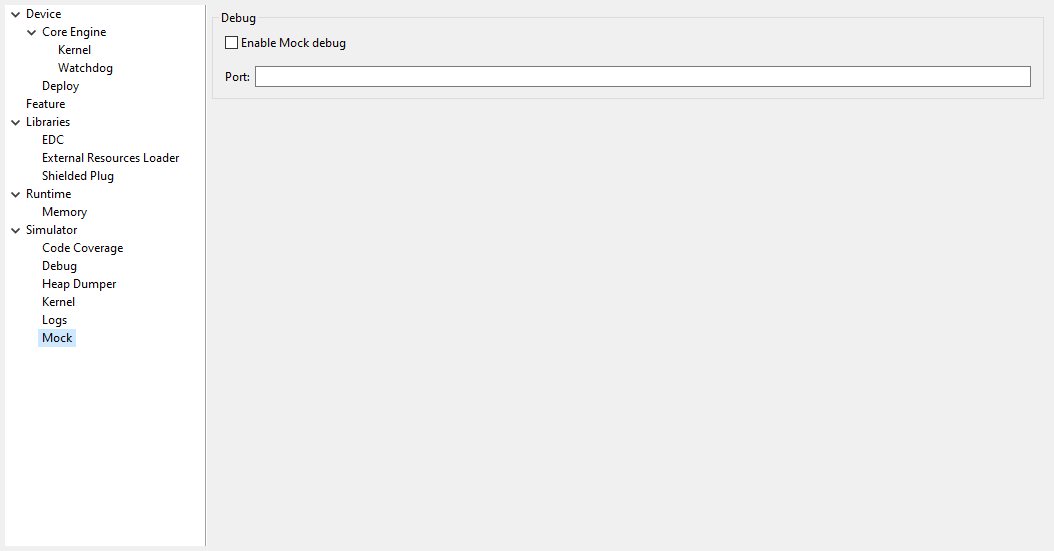 Device
Core Engine
Kernel
Watchdog
Deploy
Feature
Libraries
EDC
External Resources Loader
Shielded Plug
Runtime
Memory
Simulator
Code Coverage
Debug
Heap Dumper
Kernel
Logs
Mock
Debug
Enable Mock debug
Port: